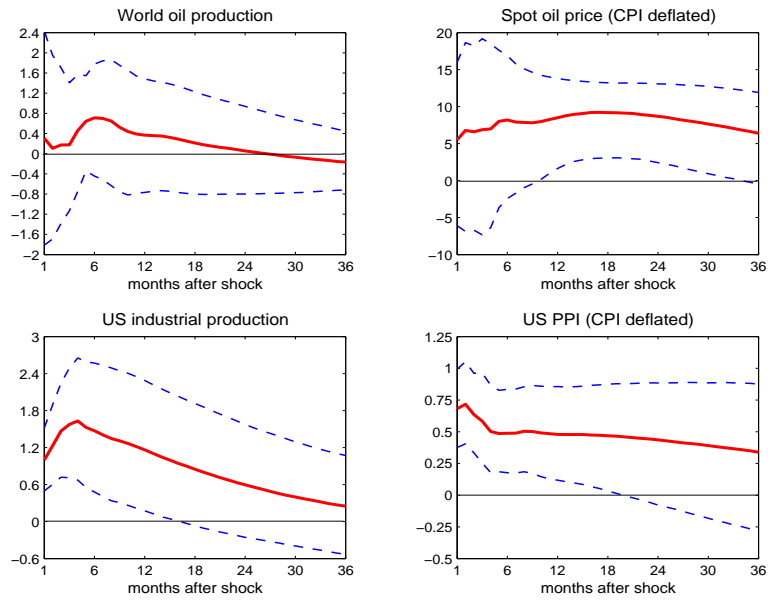 World oil production
2.4
2
1.6
1.2
0.8
0.4
0
−0.4
−0.8
−1.2
−1.6
−2
1 6 12 18 24 30 36
months after shock
Spot oil price (CPI deflated)
20
15
10
5
0
−5
−10
1 6 12 18 24 30 36
months after shock
US industrial production
3
2.4
1.8
1.2
0.6
0
−0.6
1 6 12 18 24 30 36
months after shock
US PPI (CPI deflated)
1.25
1
0.75
0.5
0.25
0
−0.25
−0.5
1 6 12 18 24 30 36
months after shock